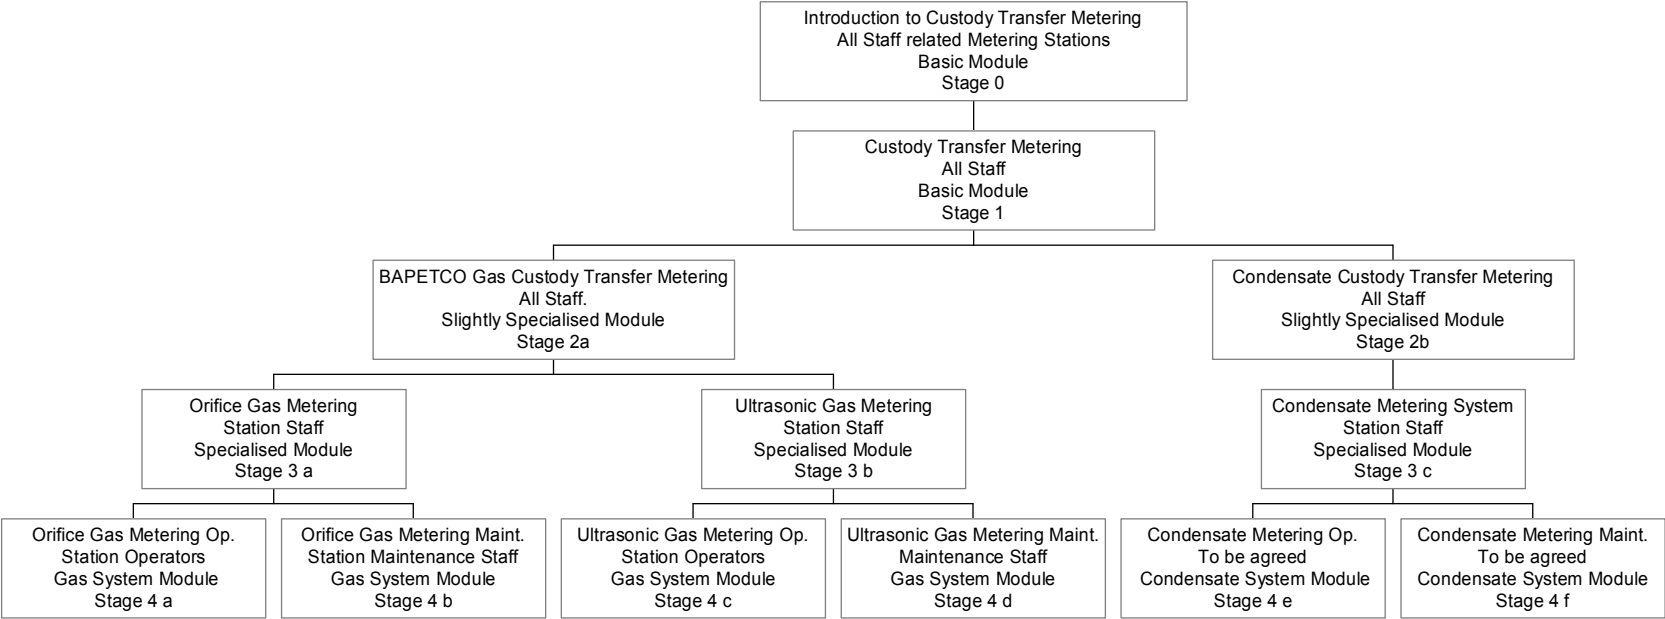 Introduction to Custody Transfer Metering
All Staff related Metering Stations
Basic Module
Stage 0
Custody Transfer Metering
All Staff
Basic Module
Stage 1
BAPETCO Gas Custody Transfer Metering
All Staff.
Slightly Specialised Module
Stage 2a
Condensate Custody Transfer Metering
All Staff
Slightly Specialised Module
Stage 2b
Orifice Gas Metering
Station Staff
Specialised Module
Stage 3 a
Ultrasonic Gas Metering
Station Staff
Specialised Module
Stage 3 b
Condensate Metering System
Station Staff
Specialised Module
Stage 3 c
Orifice Gas Metering Op.
Station Operators
Gas System Module
Stage 4 a
Orifice Gas Metering Maint.
Station Maintenance Staff
Gas System Module
Stage 4 b
Ultrasonic Gas Metering Op.
Station Operators
Gas System Module
Stage 4 c
Ultrasonic Gas Metering Maint.
Maintenance Staff
Gas System Module
Stage 4 d
Condensate Metering Op.
To be agreed
Condensate System Module
Stage 4 e
Condensate Metering Maint.
To be agreed
Condensate System Module
Stage 4 f